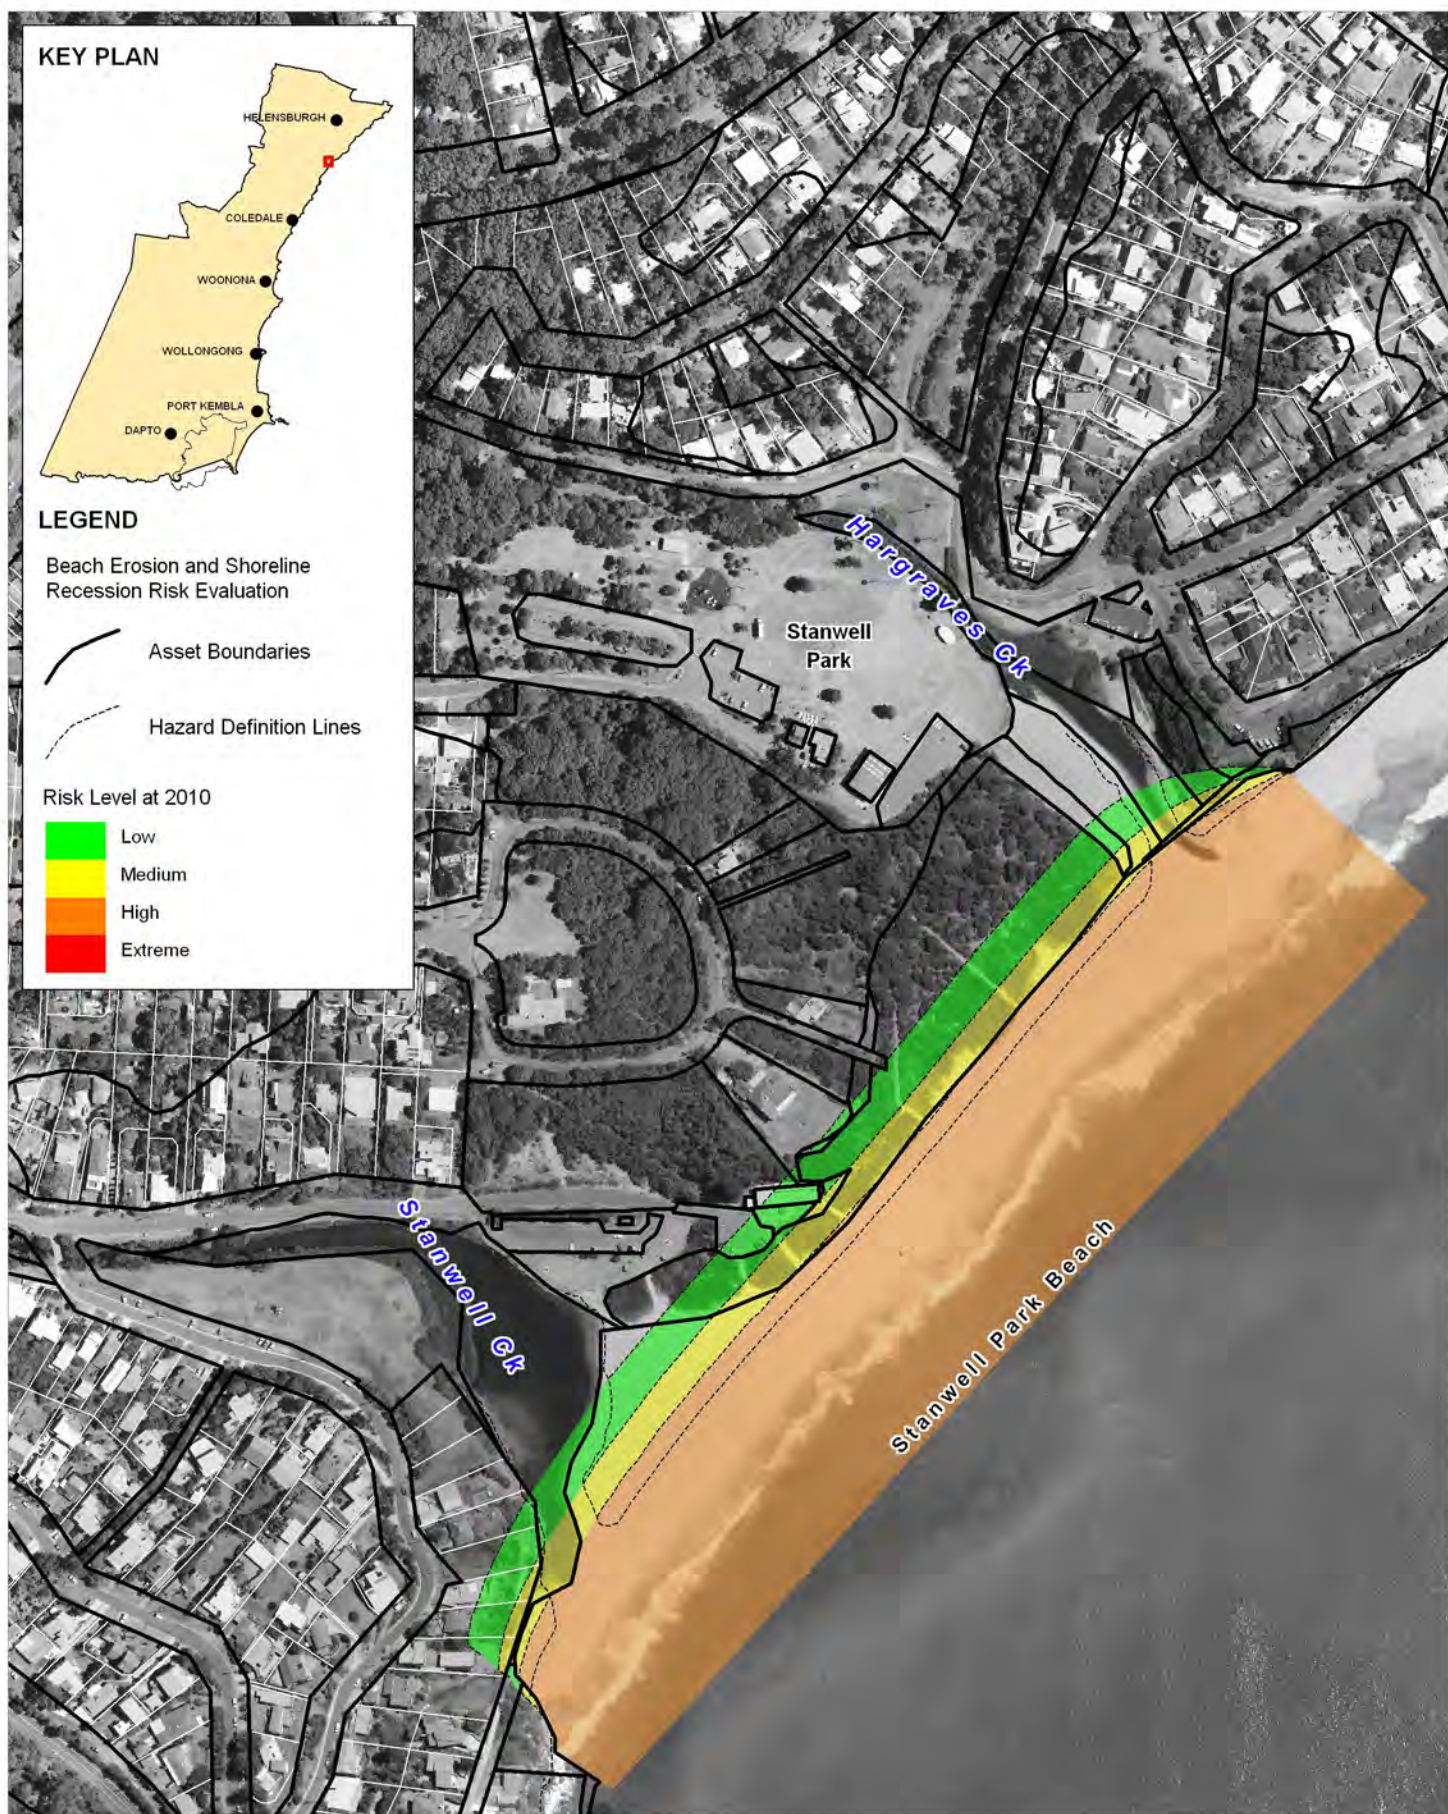 KEY PLAN
HELENSBURGH
COLEDALE
WOONONA
WOLLONGONG
PORT KEMBLA
DAPTO
LEGEND
Beach Erosion and Shoreline
Recession Risk Evaluation
Asset Boundaries
Hazard Definition Lines
Risk Level at 2010
Low
Medium
High
Extreme
Hargraves Ck
Stanwell
Park
Stanwell Ck
Stanwell Park Beach